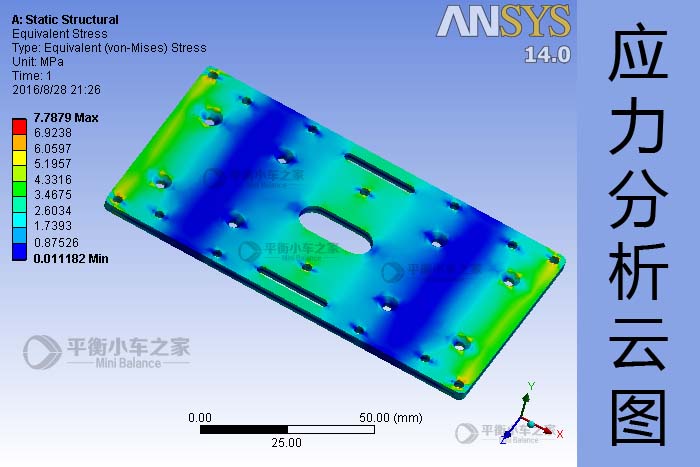 A: Static Structural
Equivalent Stress
Type: Equivalent (von-Mises) Stress
Unit: MPa
Time: 1
2016/8/28 21:26
7.7879 Max
6.9238
6.0597
5.1957
4.3316
3.4675
2.6034
1.7393
0.87526
0.011182 Min
ANSYS
14.0
平衡小车之家
Mini Balance
平衡小车之家
Mini Balance
平衡小车之家
Mini Balance
平衡小车之家
Mini Balance
平衡小车之家
Mini Balance
0.00
50.00 (mm)
25.00
Y
X
Z
应力分析云图